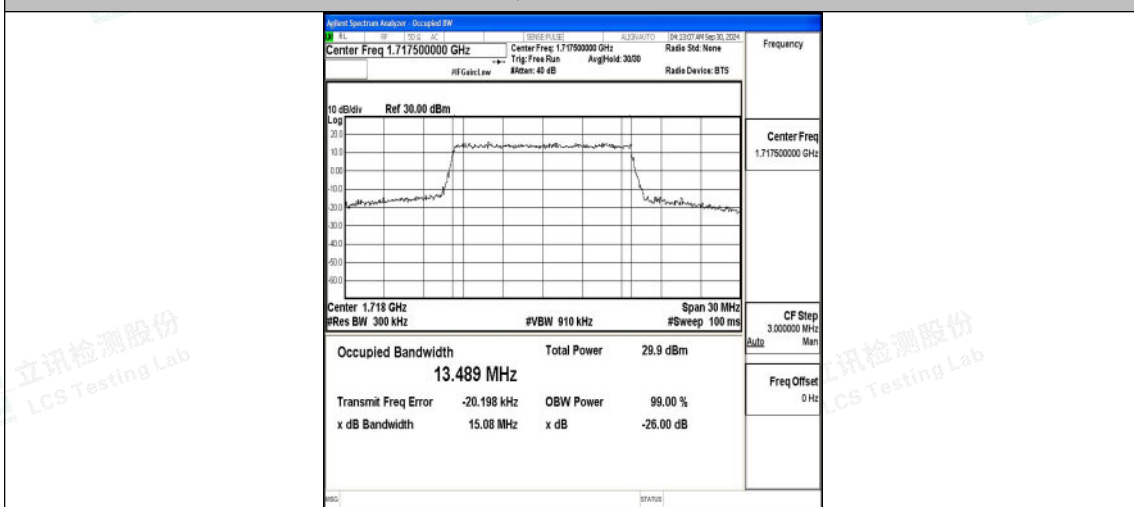 Agilent Spectrum Analyzer - Occupied BW
RL RF 50 Ω AC SENSE:PULSE ALIGN AUTO 04:13:07 AM Sep 30, 2024
Center Freq 1.717500000 GHz
Center Freq: 1.717500000 GHz
Radio Std: None
Trig: Free Run Avg|Hold: 30/30
#IFGain:Low #Atten: 40 dB Radio Device: BTS
10 dB/div Ref 30.00 dBm
Log
20.0
10.0
0.00
-10.0
-20.0
-30.0
-40.0
-50.0
-60.0
Center 1.718 GHz Span 30 MHz
#Res BW 300 kHz #VBW 910 kHz #Sweep 100 ms
Occupied Bandwidth Total Power 29.9 dBm
13.489 MHz
Transmit Freq Error -20.198 kHz OBW Power 99.00 %
x dB Bandwidth 15.08 MHz x dB -26.00 dB
MSG STATUS
Frequency
Center Freq
1.717500000 GHz
CF Step
3.000000 MHz
Auto Man
Freq Offset
0 Hz
立讯检测股份
LCS Testing Lab
立讯检测股份
LCS Testing Lab